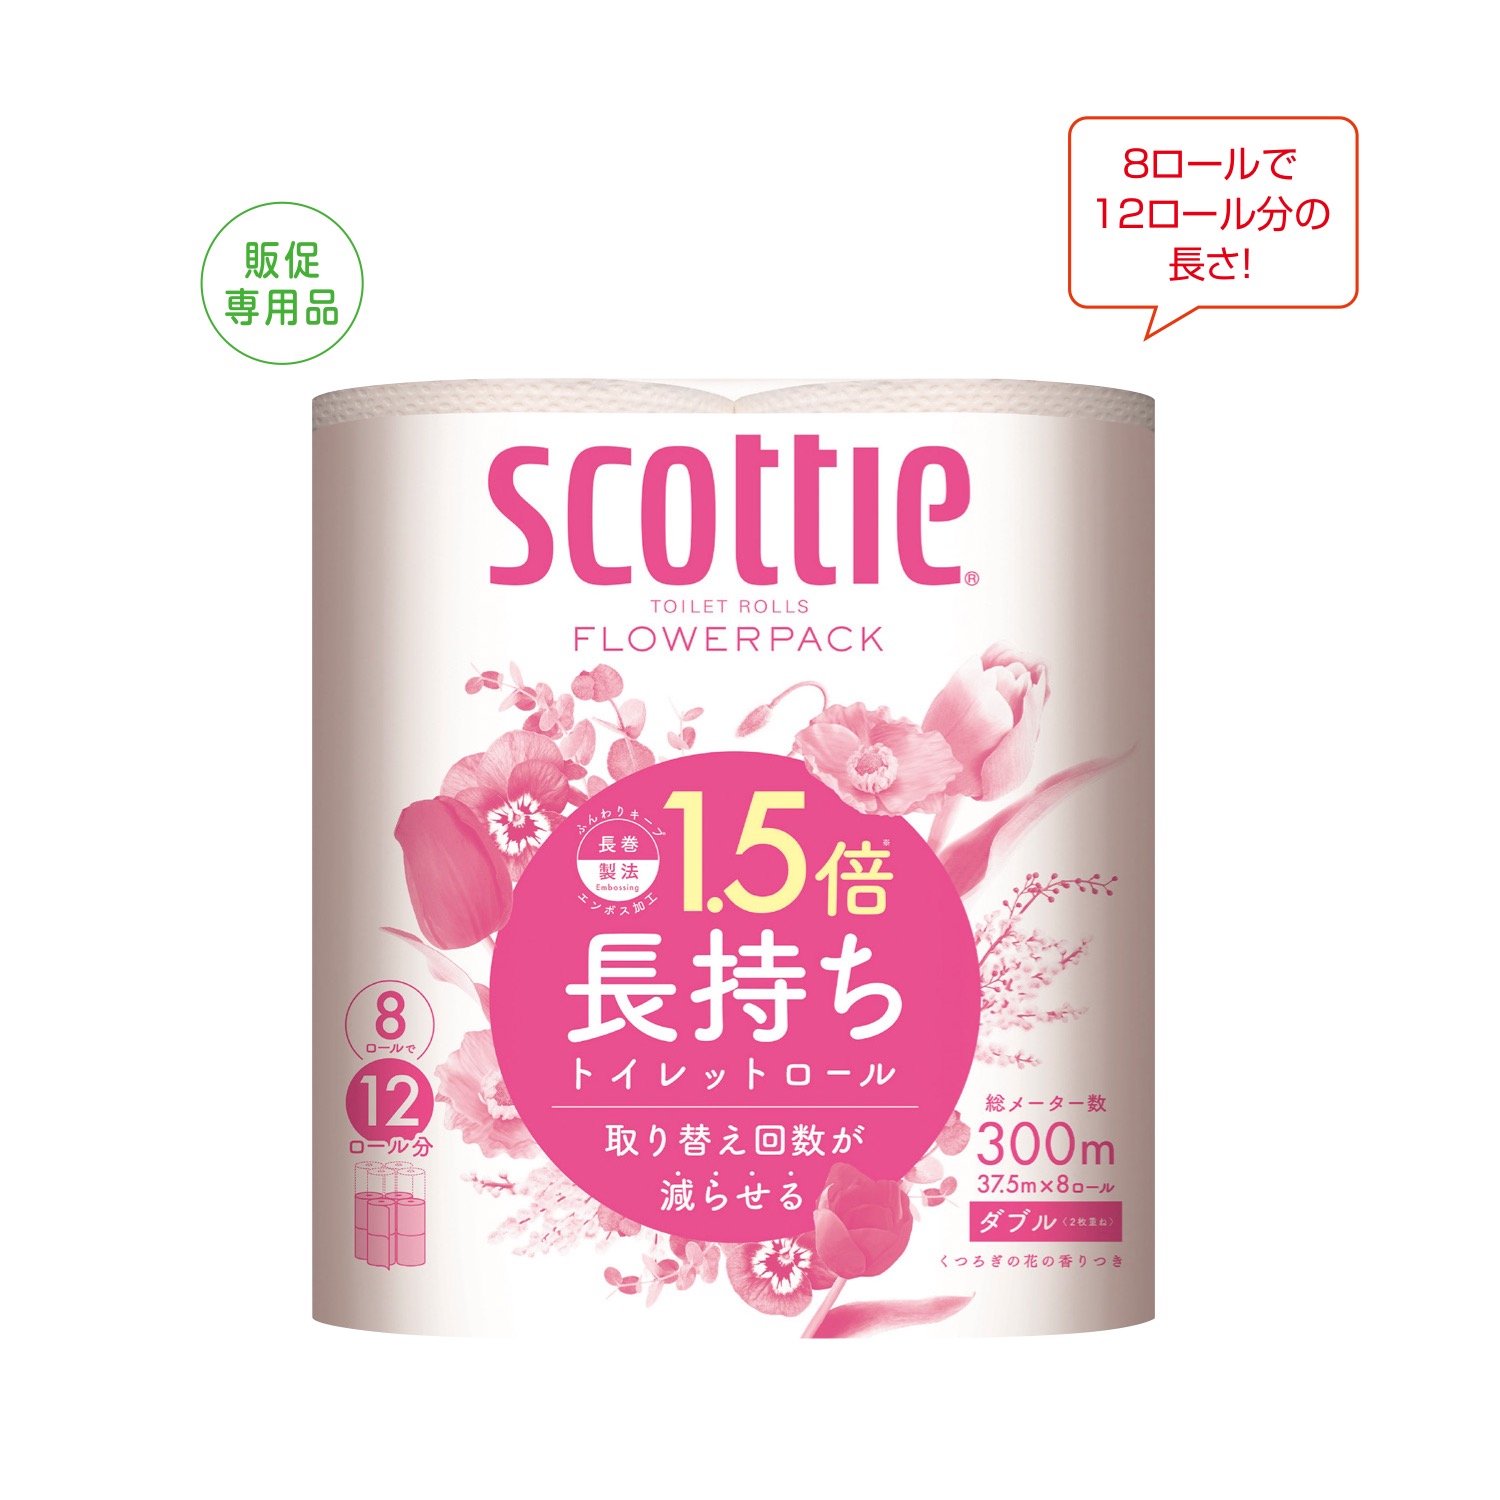 8ロールで
12ロール分の
長さ!
販促
専用品
scottie®
TOILET ROLLS
FLOWERPACK
ふんわりキープ
長巻
製法
Embossing
エンボス加工
1.5倍※
長持ち
トイレットロール
取り替え回数が
減らせる
8
ロールで
12
ロール分
総メーター数
300m
37.5m×8ロール
ダブル〈2枚重ね〉
くつろぎの花の香りつき